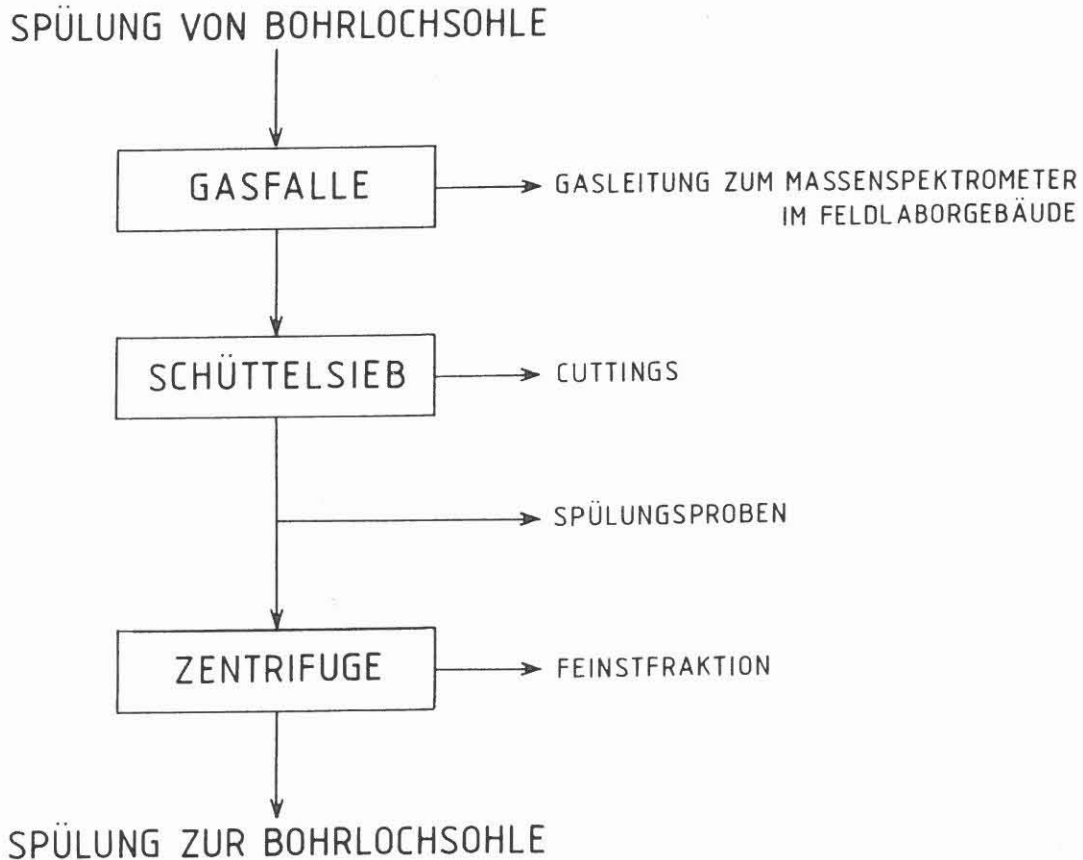 SPÜLUNG VON BOHRLOCHSOHLE
GASFALLE
GASLEITUNG ZUM MASSENSPEKTROMETER
IM FELDLABORGEBÄUDE
SCHÜTTELSIEB
CUTTINGS
SPÜLUNGSPROBEN
ZENTRIFUGE
FEINSTFRAKTION
SPÜLUNG ZUR BOHRLOCHSOHLE